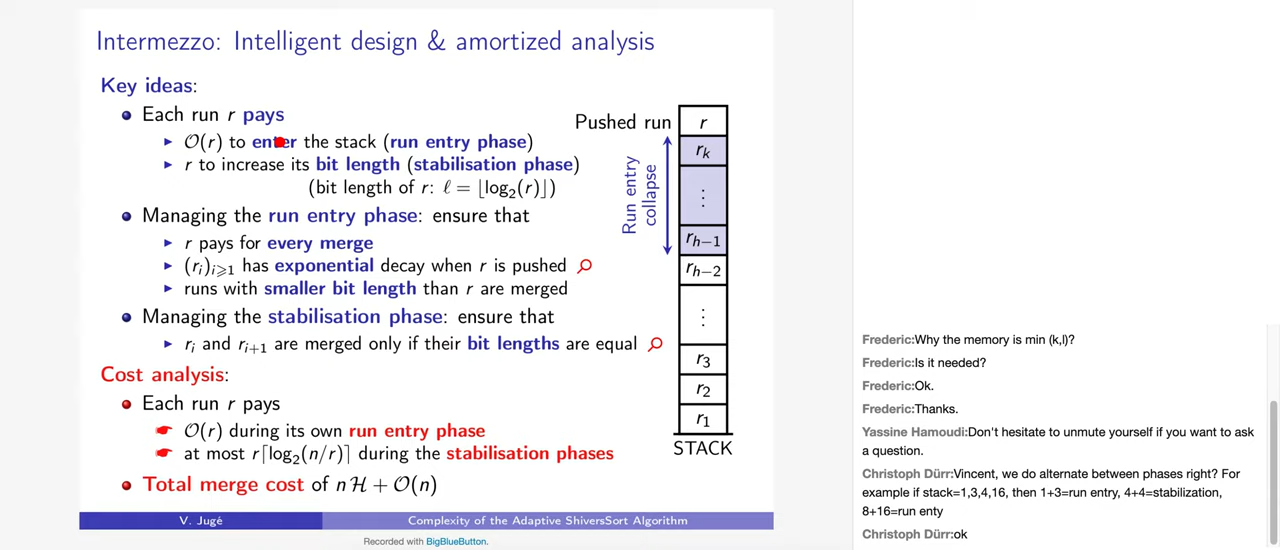 Intermezzo: Intelligent design & amortized analysis
Key ideas:
Each run r pays
O(r) to enter the stack (run entry phase)
r to increase its bit length (stabilisation phase)
(bit length of r: ℓ = ⌊log₂(r)⌋)
Managing the run entry phase: ensure that
r pays for every merge
(rᵢ)ᵢ⩾₁ has exponential decay when r is pushed
runs with smaller bit length than r are merged
Managing the stabilisation phase: ensure that
rᵢ and rᵢ₊₁ are merged only if their bit lengths are equal
Cost analysis:
Each run r pays
O(r) during its own run entry phase
at most r⌈log₂(n/r)⌉ during the stabilisation phases
Total merge cost of n H + O(n)
Pushed run
r
rₖ
⋮
Run entry
collapse
rₕ₋₁
rₕ₋₂
⋮
r₃
r₂
r₁
STACK
V. Jugé
Complexity of the Adaptive ShiversSort Algorithm
Recorded with BigBlueButton.
Frederic:Why the memory is min (k,l)?
Frederic:Is it needed?
Frederic:Ok.
Frederic:Thanks.
Yassine Hamoudi:Don't hesitate to unmute yourself if you want to ask
a question.
Christoph Dürr:Vincent, we do alternate between phases right? For
example if stack=1,3,4,16, then 1+3=run entry, 4+4=stabilization,
8+16=run enty
Christoph Dürr:ok